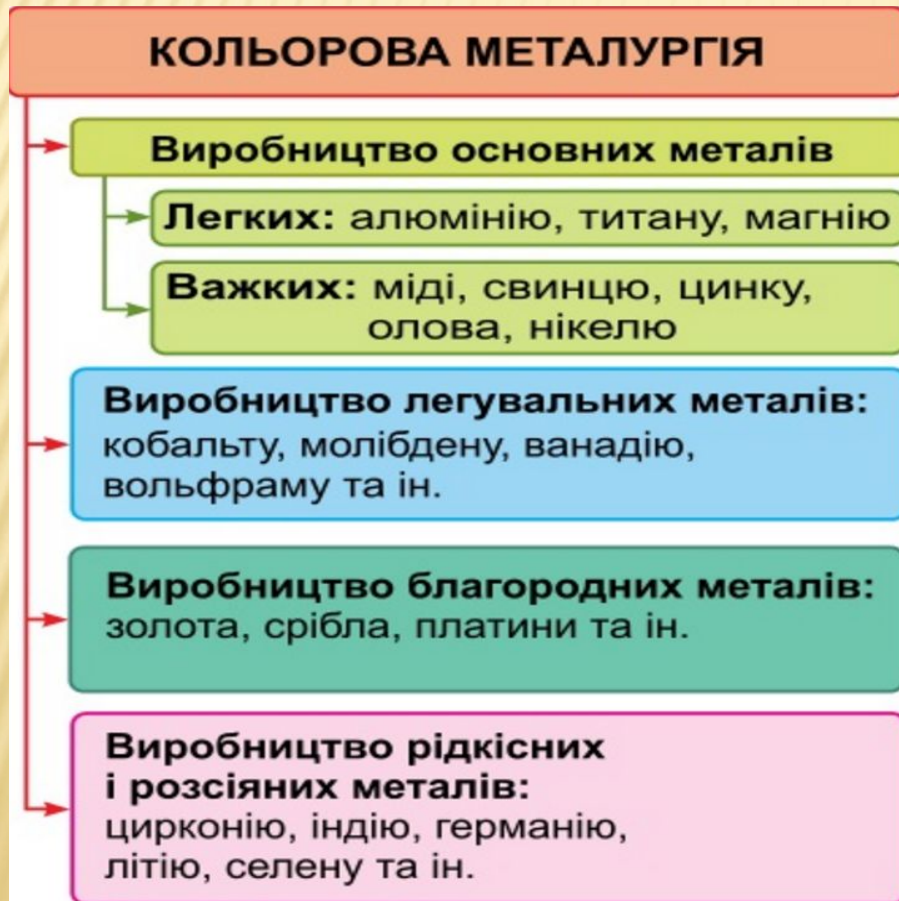 КОЛЬОРОВА МЕТАЛУРГІЯ
Виробництво основних металів
Легких: алюмінію, титану, магнію
Важких: міді, свинцю, цинку,
олова, нікелю
Виробництво легувальних металів:
кобальту, молібдену, ванадію,
вольфраму та ін.
Виробництво благородних металів:
золота, срібла, платини та ін.
Виробництво рідкісних
і розсіяних металів:
цирконію, індію, германію,
літію, селену та ін.